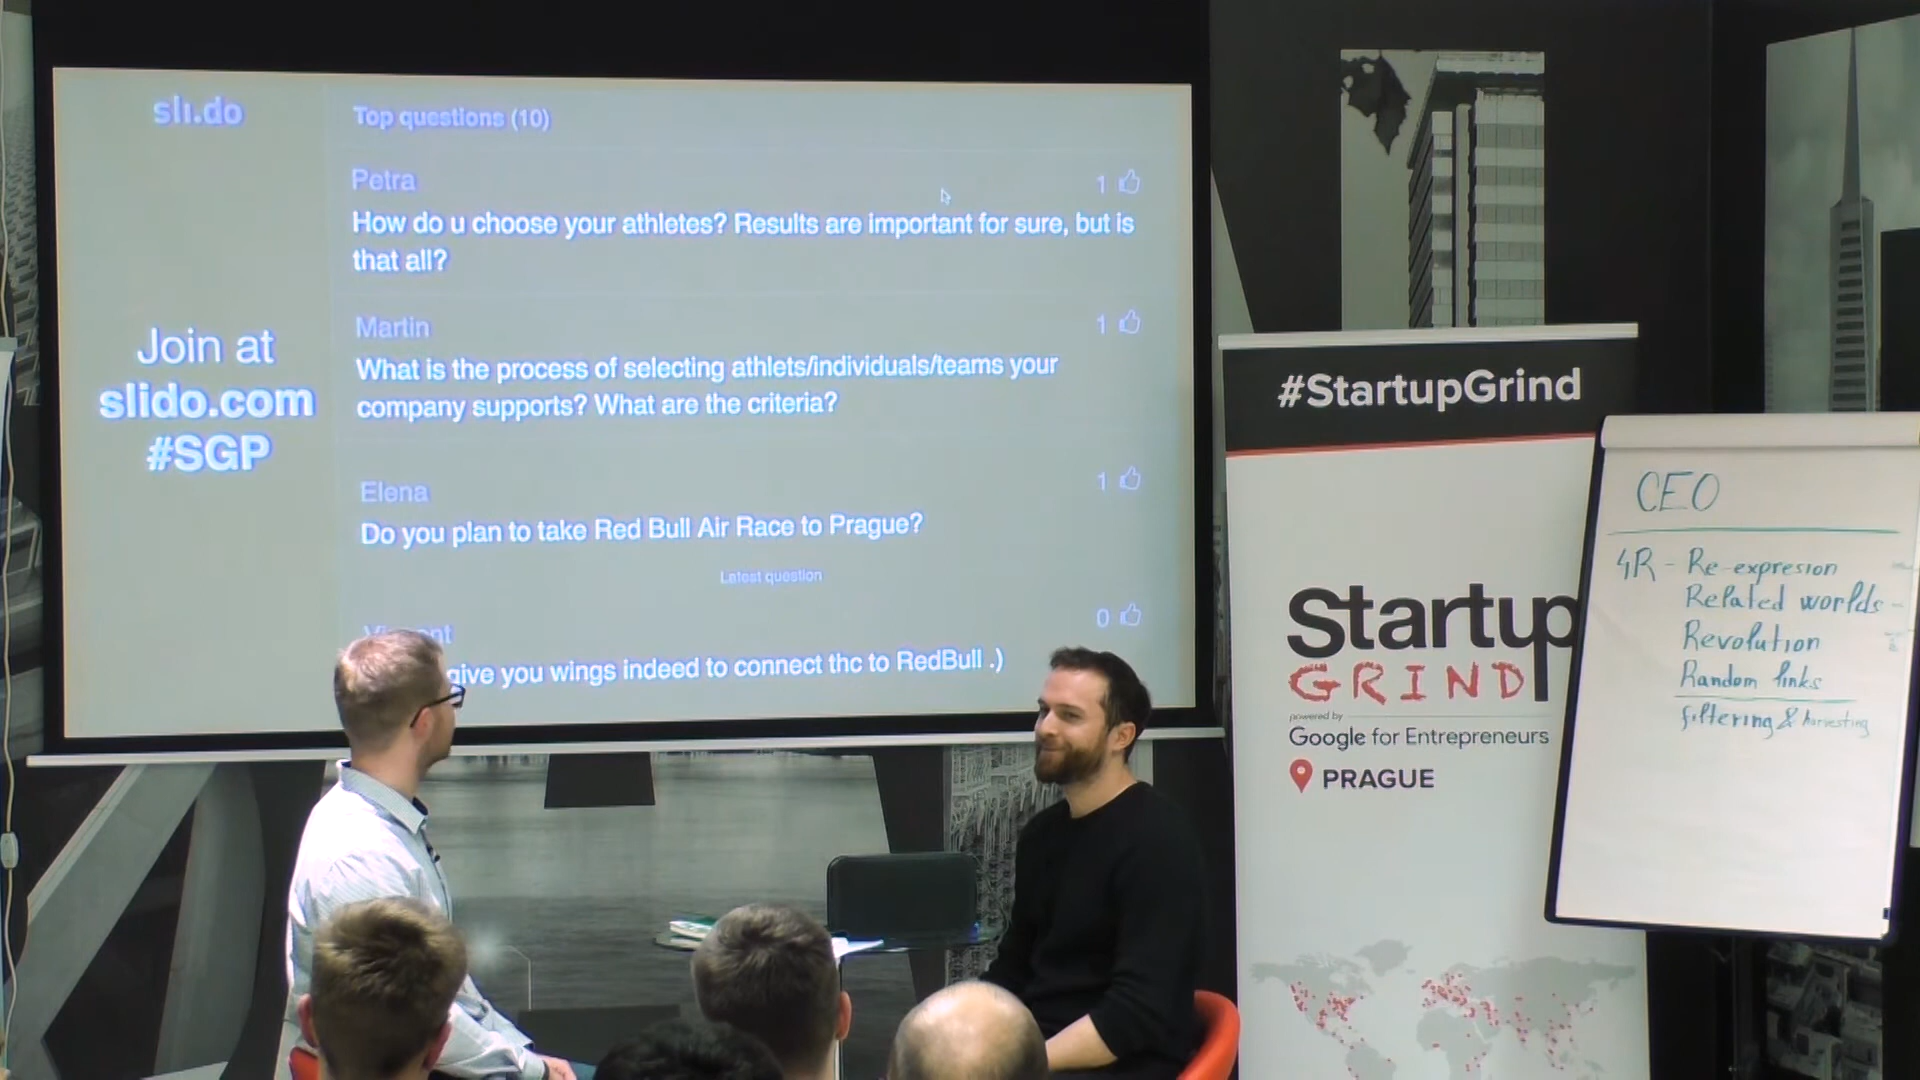 sli.do
Top questions (10)
Petra
1
How do u choose your athletes? Results are important for sure, but is
that all?
Martin
1
What is the process of selecting athlets/individuals/teams your
company supports? What are the criteria?
Elena
1
Do you plan to take Red Bull Air Race to Prague?
Latest question
0
give you wings indeed to connect thc to RedBull .)
Join at
slido.com
#SGP
#StartupGrind
Startup
GRIND
powered by
Google for Entrepreneurs
PRAGUE
CEO
4R - Re-expresion
Related worlds -
Revolution
Random links
filtering & harvesting